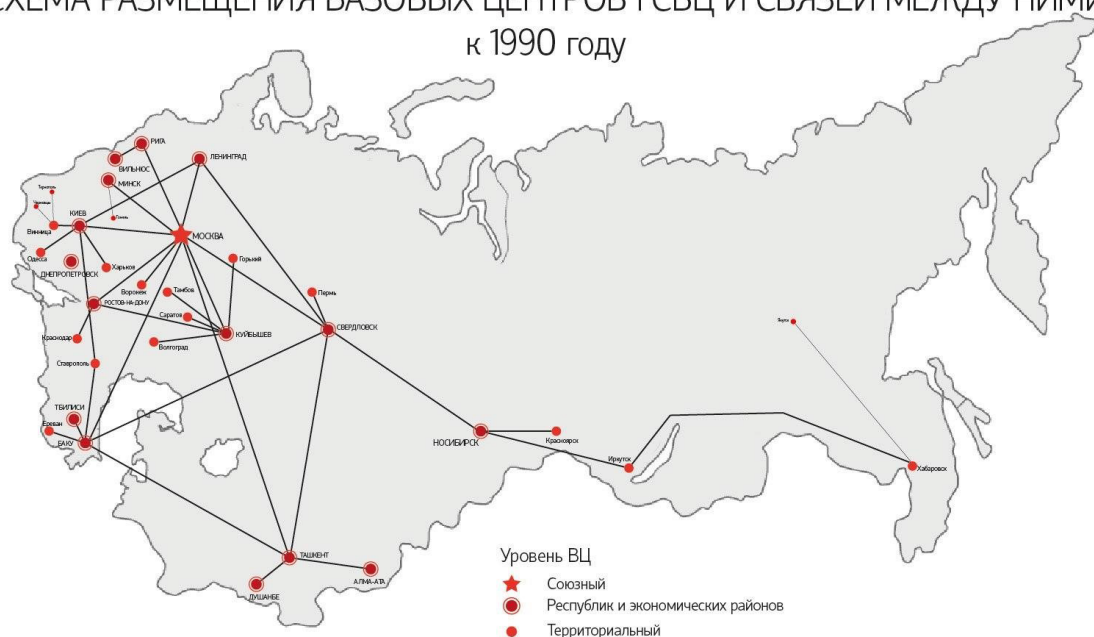 СХЕМА РАЗМЕЩЕНИЯ БАЗОВЫХ ЦЕНТРОВ ГСВЦ И СВЯЗЕЙ МЕЖДУ НИМИ
к 1990 году
РИГА
ВИЛЬНЮС
ЛЕНИНГРАД
МИНСК
КИЕВ
Винница
МОСКВА
Одесса
Харьков
ДНЕПРОПЕТРОВСК
Горький
Воронеж
Тамбов
Пермь
РОСТОВ-НА-ДОНУ
Саратов
КУЙБЫШЕВ
СВЕРДЛОВСК
Краснодар
Волгоград
Ставрополь
Якутск
ТБИЛИСИ
Ереван
БАКУ
НОСИБИРСК
Красноярск
Иркутск
Хабаровск
ТАШКЕНТ
АЛМА-АТА
ДУШАНБЕ
Уровень ВЦ
Союзный
Республик и экономических районов
Территориальный